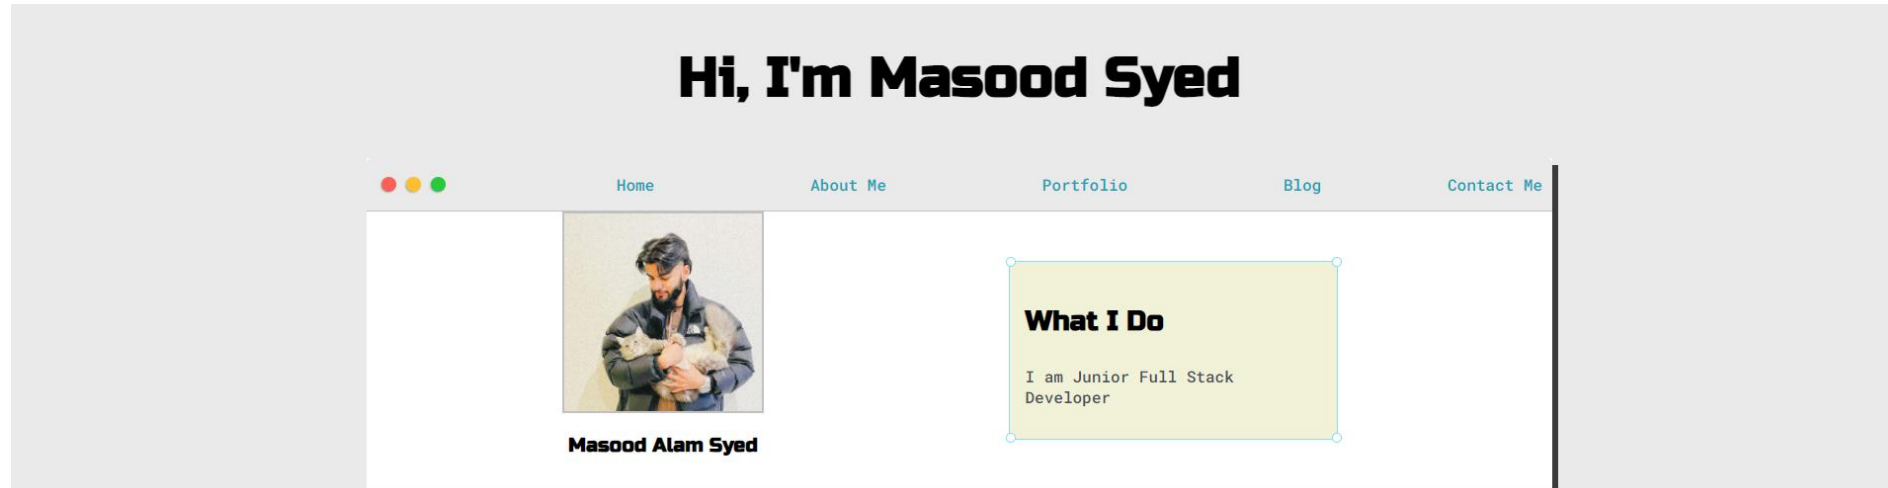 Hi, I'm Masood Syed
Home About Me Portfolio Blog Contact Me
What I Do
I am Junior Full Stack
Developer
Masood Alam Syed